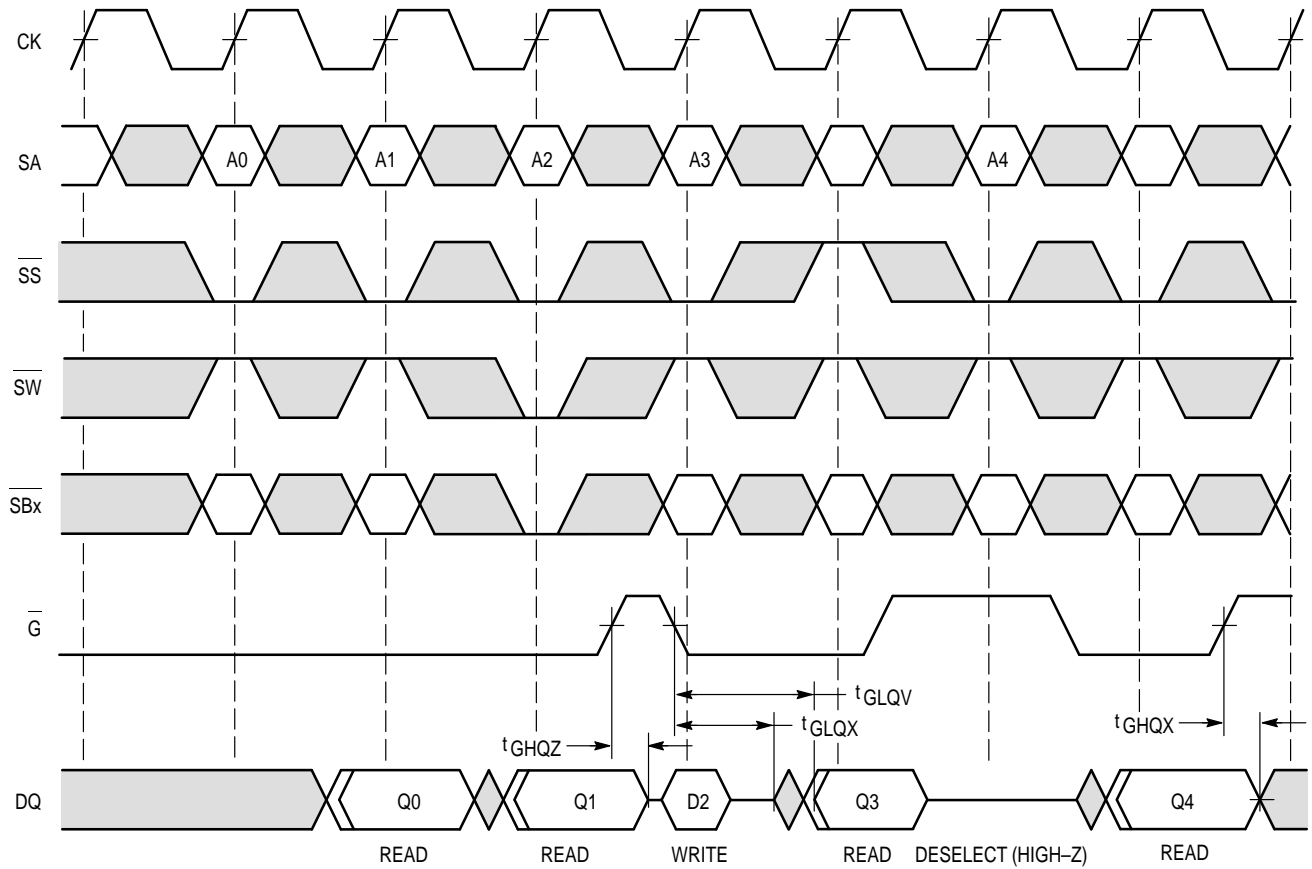 CK
SA
A0
A1
A2
A3
A4
SS
SW
SBx
G
tGLQV
tGLQX
tGHQX
tGHQZ
DQ
Q0
Q1
D2
Q3
Q4
READ
READ
WRITE
READ
DESELECT (HIGH–Z)
READ